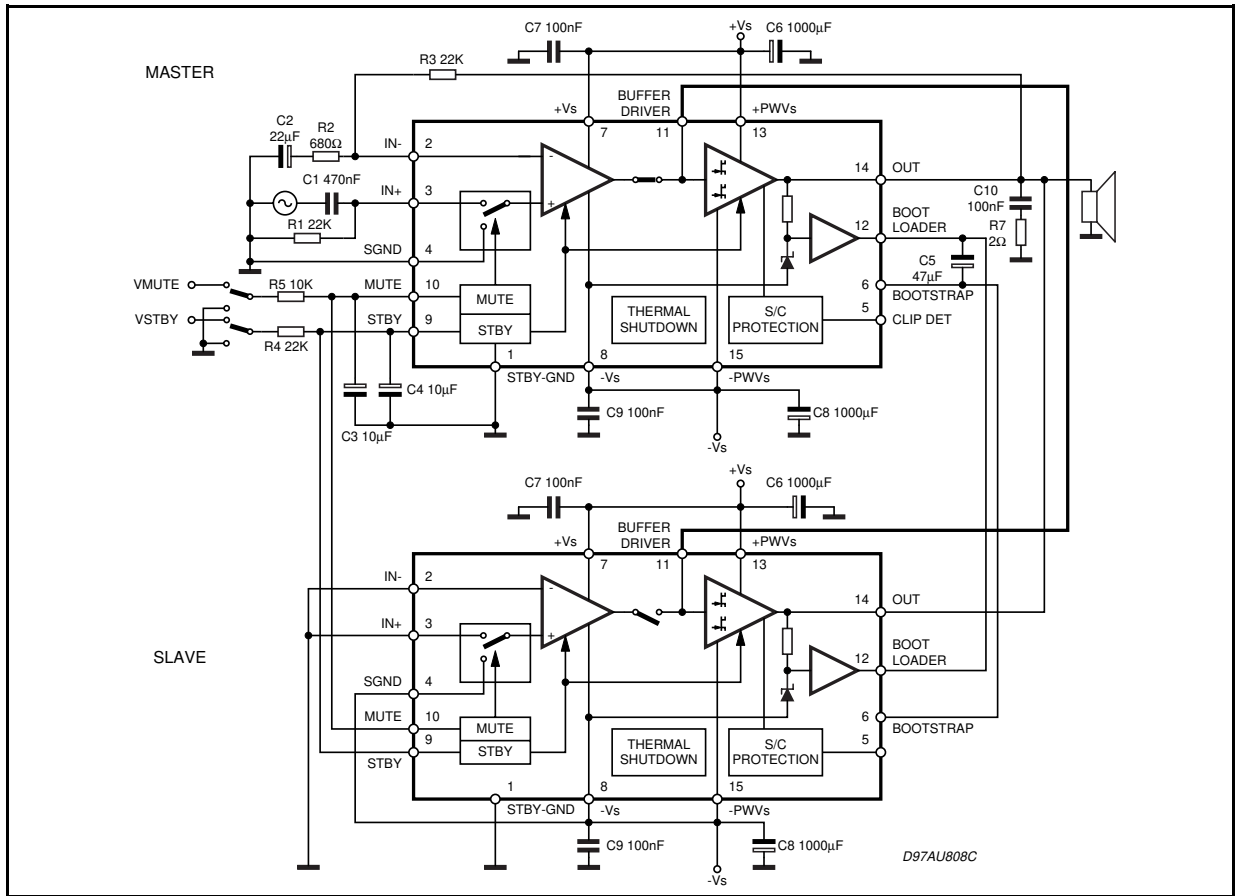 C7 100nF
+Vs
C6 1000µF
MASTER
R3 22K
BUFFER
DRIVER
+Vs
+PWVs
7
11
13
C2
22µF
R2
680Ω
IN-
2
-
14
OUT
C1 470nF
IN+
3
+
C10
100nF
R7
2Ω
R1 22K
SGND
4
12
BOOT
LOADER
C5
47µF
VMUTE
R5 10K
MUTE
10
MUTE
6
BOOTSTRAP
VSTBY
STBY
9
STBY
THERMAL
SHUTDOWN
S/C
PROTECTION
5
CLIP DET
R4 22K
1
8
15
STBY-GND
-Vs
-PWVs
C4 10µF
C9 100nF
C8 1000µF
C3 10µF
-Vs
+Vs
C7 100nF
C6 1000µF
BUFFER
DRIVER
+Vs
+PWVs
7
11
13
IN-
2
-
14
OUT
IN+
3
+
SLAVE
BOOT
LOADER
12
SGND
4
MUTE
10
MUTE
6
BOOTSTRAP
9
STBY
STBY
THERMAL
SHUTDOWN
S/C
PROTECTION
5
1
8
15
STBY-GND
-Vs
-PWVs
C9 100nF
C8 1000µF
D97AU808C
-Vs